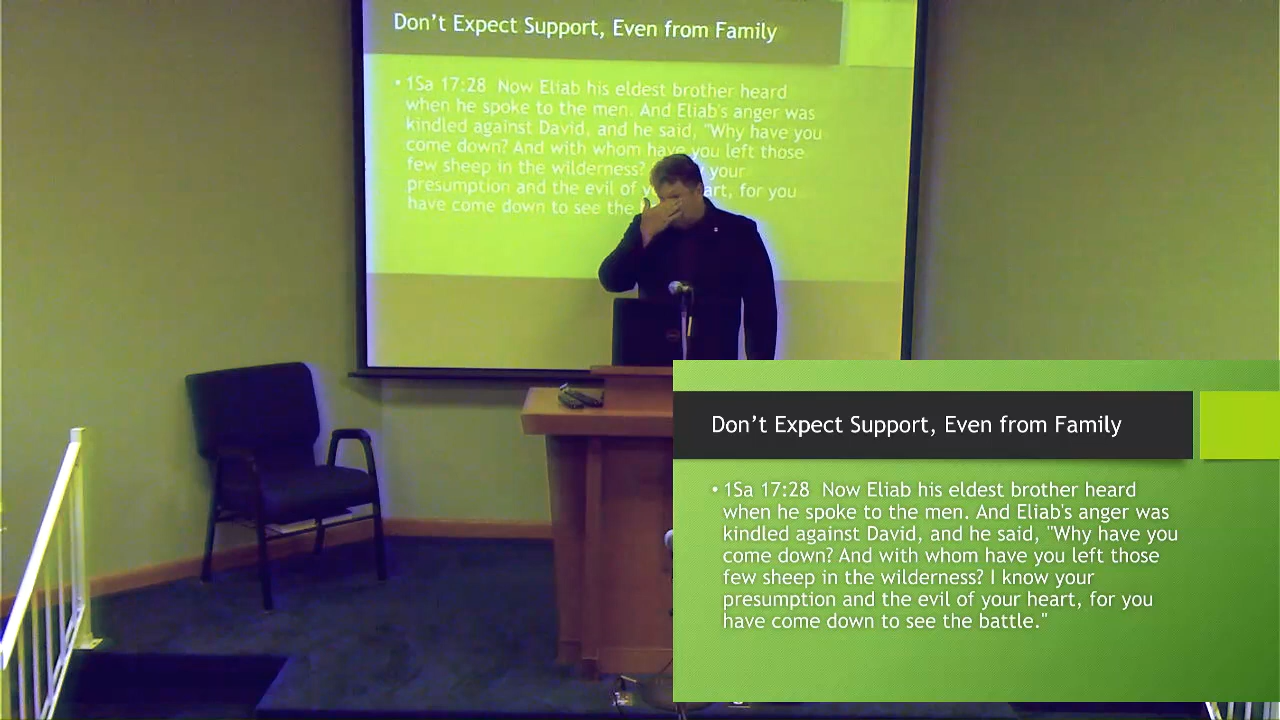 Don't Expect Support, Even from Family
• 1Sa 17:28 Now Eliab his eldest brother heard
when he spoke to the men. And Eliab's anger was
kindled against David, and he said, "Why have you
come down? And with whom have you left those
few sheep in the wilderness? your
presumption and the evil of art, for you
have come down to see the
Don't Expect Support, Even from Family
• 1Sa 17:28 Now Eliab his eldest brother heard
when he spoke to the men. And Eliab's anger was
kindled against David, and he said, "Why have you
come down? And with whom have you left those
few sheep in the wilderness? I know your
presumption and the evil of your heart, for you
have come down to see the battle."